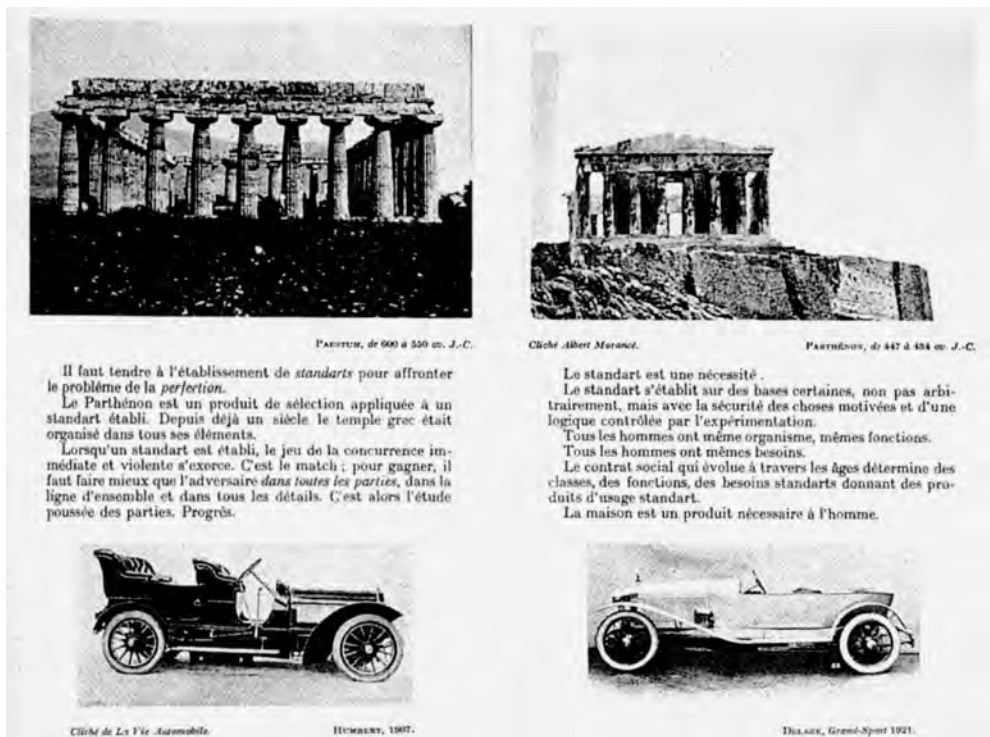 PAESTUM, de 600 à 550 av. J.-C.
Il faut tendre à l'établissement de standarts pour affronter
le problème de la perfection.
Le Parthénon est un produit de sélection appliquée à un
standart établi. Depuis déjà un siècle le temple grec était
organisé dans tous ses éléments.
Lorsqu'un standart est établi, le jeu de la concurrence im-
médiate et violente s'exerce. C'est le match ; pour gagner, il
faut faire mieux que l'adversaire dans toutes les parties, dans la
ligne d'ensemble et dans tous les détails. C'est alors l'étude
poussée des parties. Progrès.
Cliché de La Vie Automobile.
HUMBERT, 1907.
Cliché Albert Morancé.
PARTHÉNON, de 447 à 434 av. J.-C.
Le standart est une nécessité .
Le standart s'établit sur des bases certaines, non pas arbi-
trairement, mais avec la sécurité des choses motivées et d'une
logique contrôlée par l'expérimentation.
Tous les hommes ont même organisme, mêmes fonctions.
Tous les hommes ont mêmes besoins.
Le contrat social qui évolue à travers les âges détermine des
classes, des fonctions, des besoins standarts donnant des pro-
duits d'usage standart.
La maison est un produit nécessaire à l'homme.
DELAGE, Grand-Sport 1921.